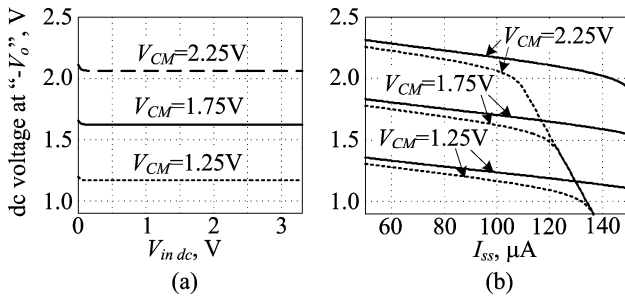 dc voltage at “-Vo”, V
2.5
2.0
1.5
1.0
VCM=2.25V
VCM=1.75V
VCM=1.25V
0
1
2
3
Vin dc, V
(a)
2.5
2.0
1.5
1.0
VCM=2.25V
VCM=1.75V
VCM=1.25V
60
80
100
120
140
Iss, μA
(b)